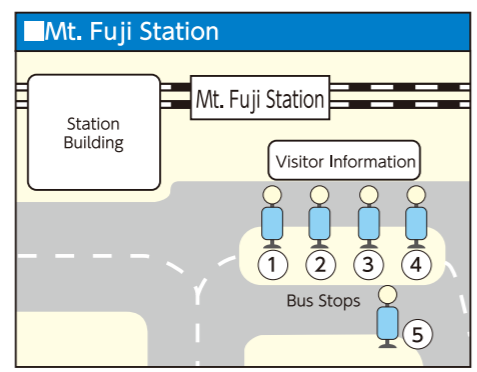 Mt. Fuji Station
Mt. Fuji Station
Station
Building
Visitor Information
1 2 3 4
Bus Stops
5